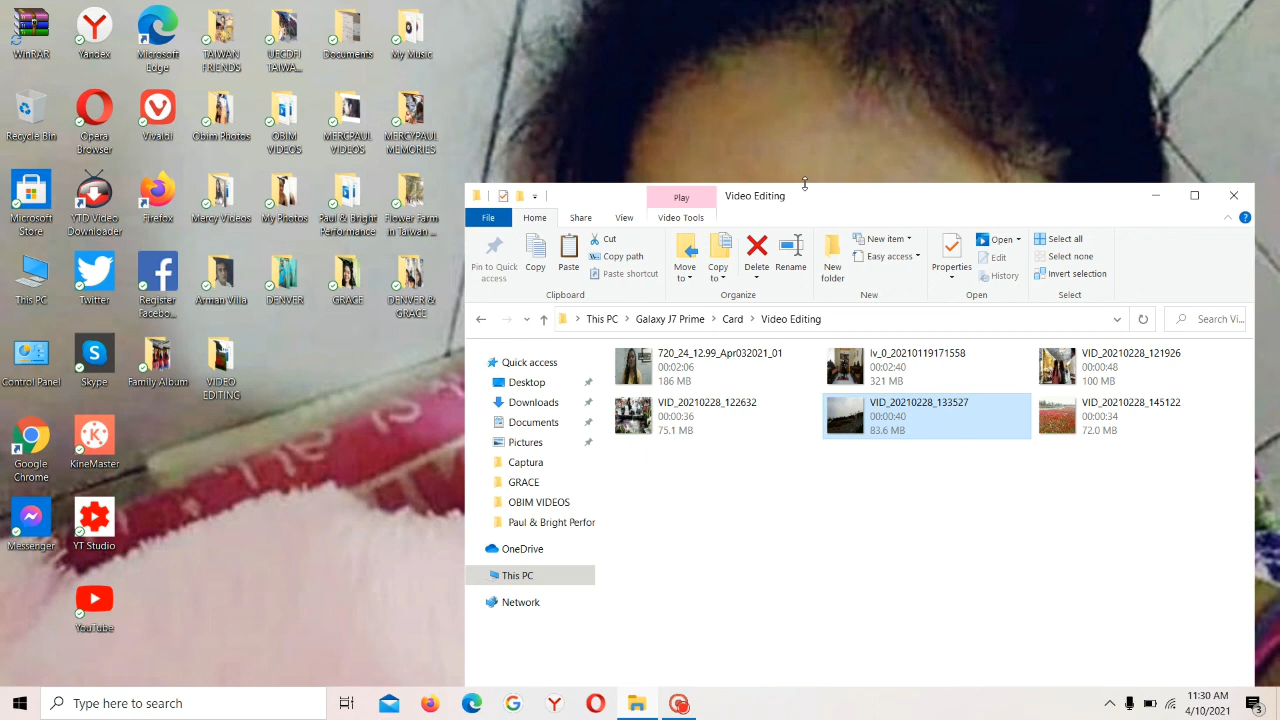 WinRAR
Yandex
Microsoft
Edge
TAIWAN
FRIENDS
UECDFI
TAIWA...
Documents
My Music
Recycle Bin
Opera
Browser
Vivaldi
Obim Photos
OBIM
VIDEOS
MERCPAUL
VIDEOS
MERCYPAUL
MEMORIES
Microsoft
Store
YTD Video
Downloader
Firefox
Mercy Videos
My Photos
Paul & Bright
Performance
Flower Farm
in Taiwan ...
This PC
Twitter
Register
Facebo...
Arman Villa
DENVER
GRACE
DENVER &
GRACE
Control Panel
Skype
Family Album
VIDEO
EDITING
Google
Chrome
KineMaster
Messenger
YT Studio
YouTube
Play
Video Editing
File
Home
Share
View
Video Tools
Pin to Quick
access
Copy
Paste
Cut
Copy path
Paste shortcut
Clipboard
Move
to
Copy
to
Delete
Rename
Organize
New
folder
New item
Easy access
New
Properties
Open
Edit
History
Open
Select all
Select none
Invert selection
Select
This PC > Galaxy J7 Prime > Card > Video Editing
Search Vi...
Quick access
Desktop
Downloads
Documents
Pictures
Captura
GRACE
OBIM VIDEOS
Paul & Bright Perfor
OneDrive
This PC
Network
720_24_12.99_Apr032021_01
00:02:06
186 MB
lv_0_20210119171558
00:02:40
321 MB
VID_20210228_121926
00:00:48
100 MB
VID_20210228_122632
00:00:36
75.1 MB
VID_20210228_133527
00:00:40
83.6 MB
VID_20210228_145122
00:00:34
72.0 MB
Type here to search
11:30 AM
4/10/2021
3